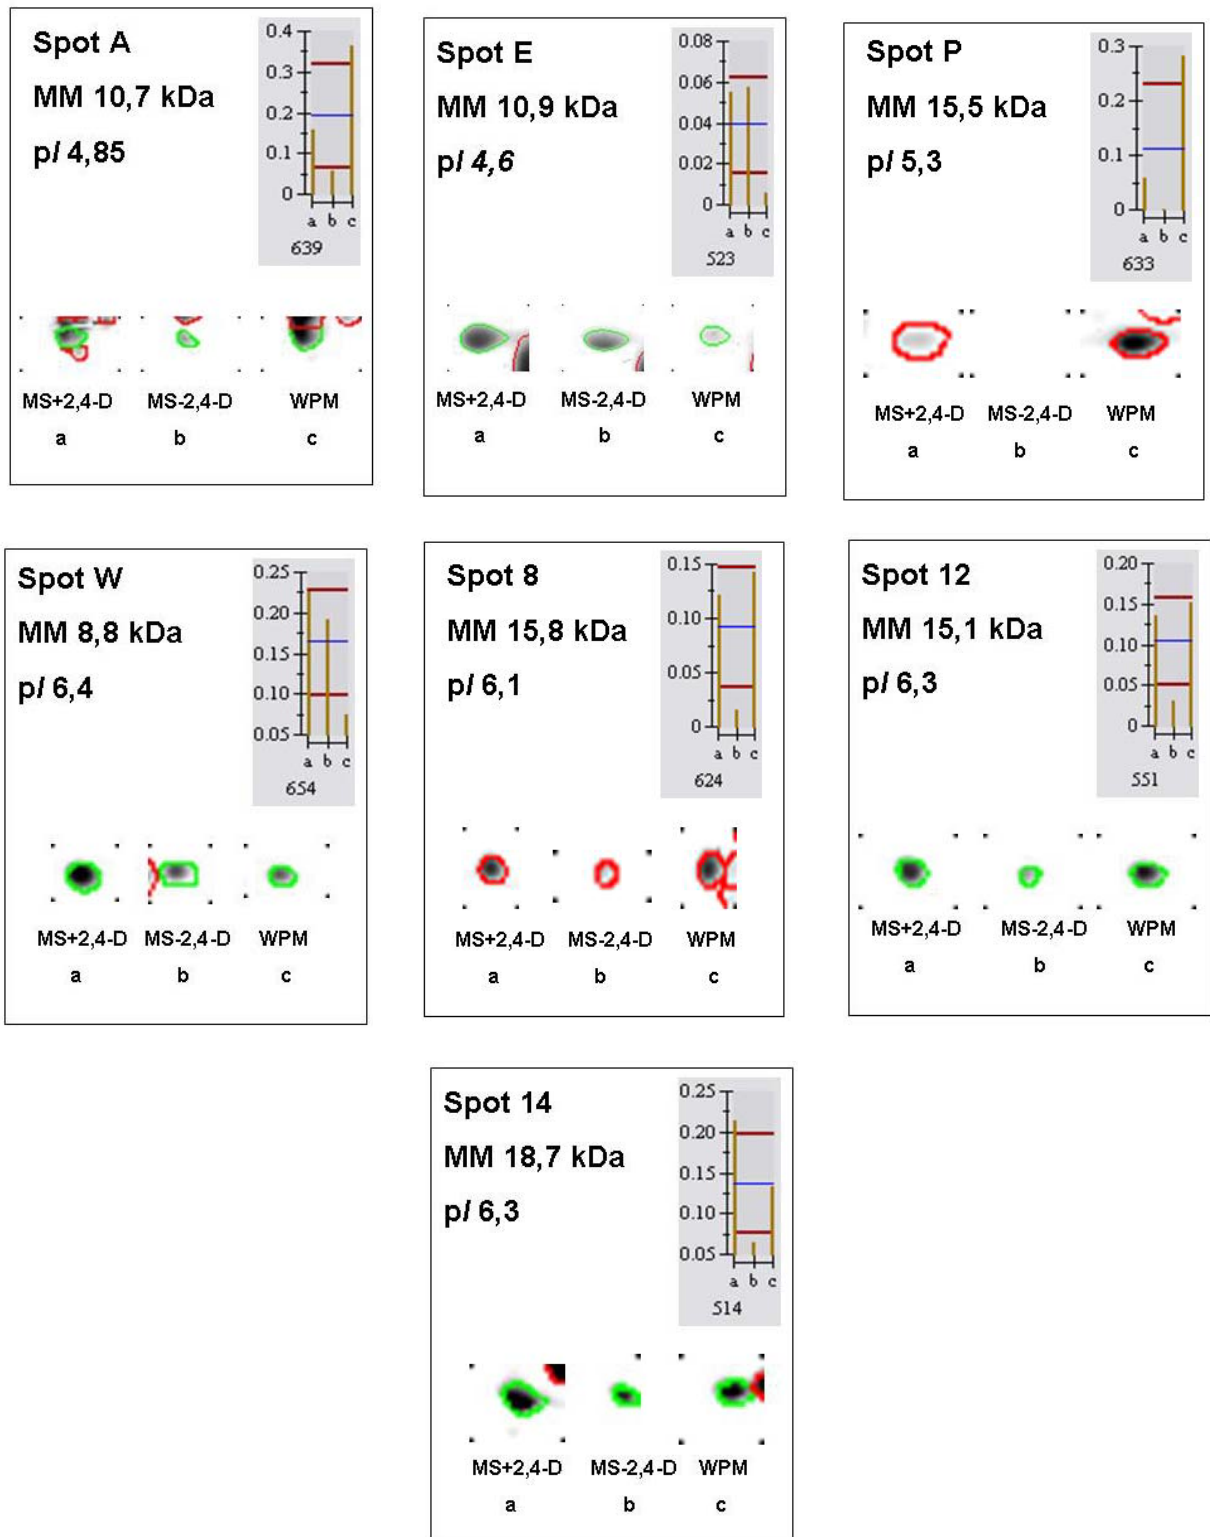 Spot A
MM 10,7 kDa
pI 4,85
0.4
0.3
0.2
0.1
0
a b c
639
MS+2,4-D MS-2,4-D WPM
a b c
Spot E
MM 10,9 kDa
pI 4,6
0.08
0.06
0.04
0.02
0
a b c
523
MS+2,4-D MS-2,4-D WPM
a b c
Spot P
MM 15,5 kDa
pI 5,3
0.3
0.2
0.1
0
a b c
633
MS+2,4-D MS-2,4-D WPM
a b c
Spot W
MM 8,8 kDa
pI 6,4
0.25
0.20
0.15
0.10
0.05
a b c
654
MS+2,4-D MS-2,4-D WPM
a b c
Spot 8
MM 15,8 kDa
pI 6,1
0.15
0.10
0.05
0
a b c
624
MS+2,4-D MS-2,4-D WPM
a b c
Spot 12
MM 15,1 kDa
pI 6,3
0.20
0.15
0.10
0.05
0
a b c
551
MS+2,4-D MS-2,4-D WPM
a b c
Spot 14
MM 18,7 kDa
pI 6,3
0.25
0.20
0.15
0.10
0.05
a b c
514
MS+2,4-D MS-2,4-D WPM
a b c